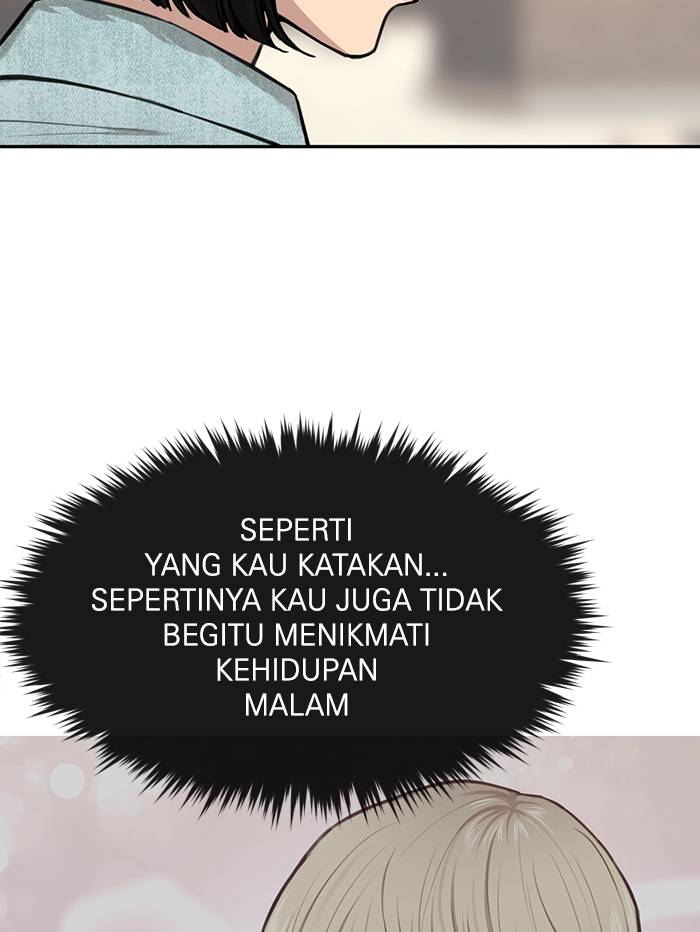 SEPERTI
YANG KAU KATAKAN...
SEPERTINYA KAU JUGA TIDAK
BEGITU MENIKMATI
KEHIDUPAN
MALAM